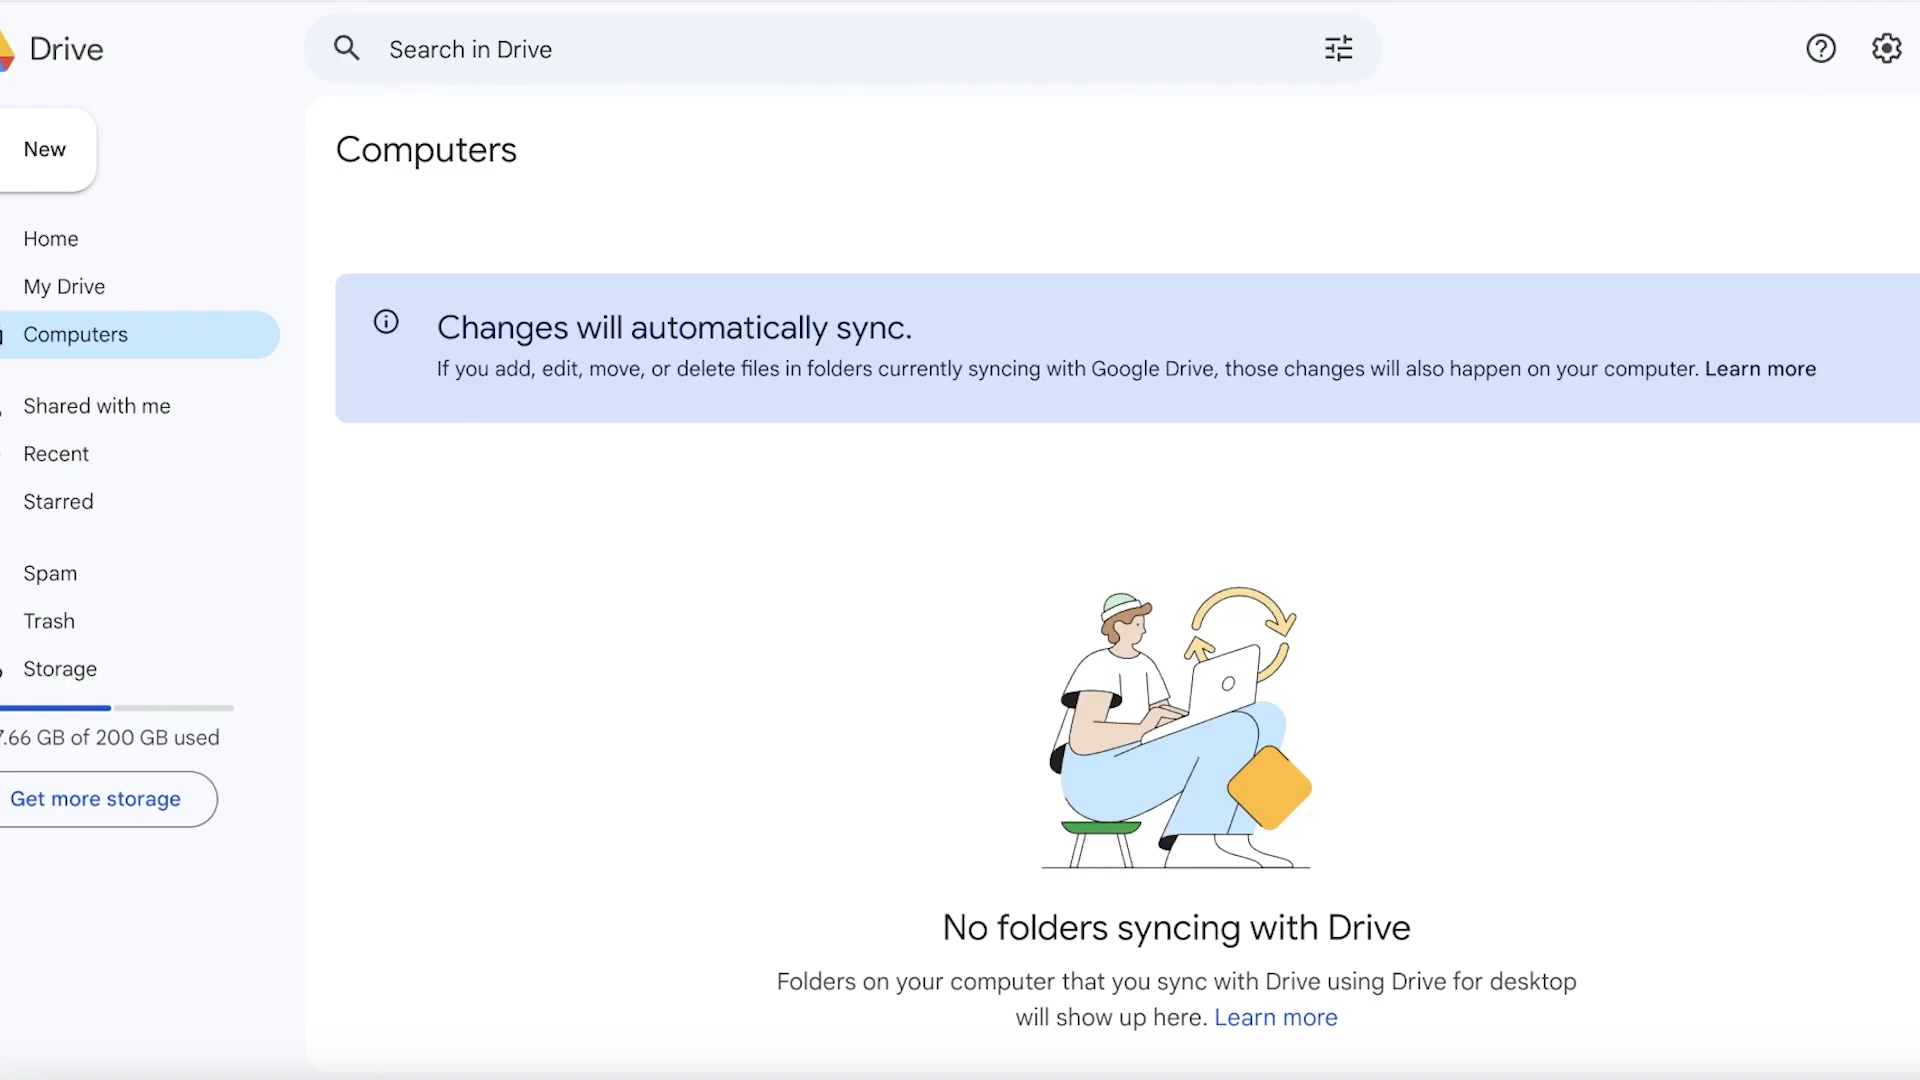 Drive
Search in Drive
New
Home
My Drive
Computers
Shared with me
Recent
Starred
Spam
Trash
Storage
7.66 GB of 200 GB used
Get more storage
Computers
Changes will automatically sync.
If you add, edit, move, or delete files in folders currently syncing with Google Drive, those changes will also happen on your computer. Learn more
No folders syncing with Drive
Folders on your computer that you sync with Drive using Drive for desktop
will show up here. Learn more